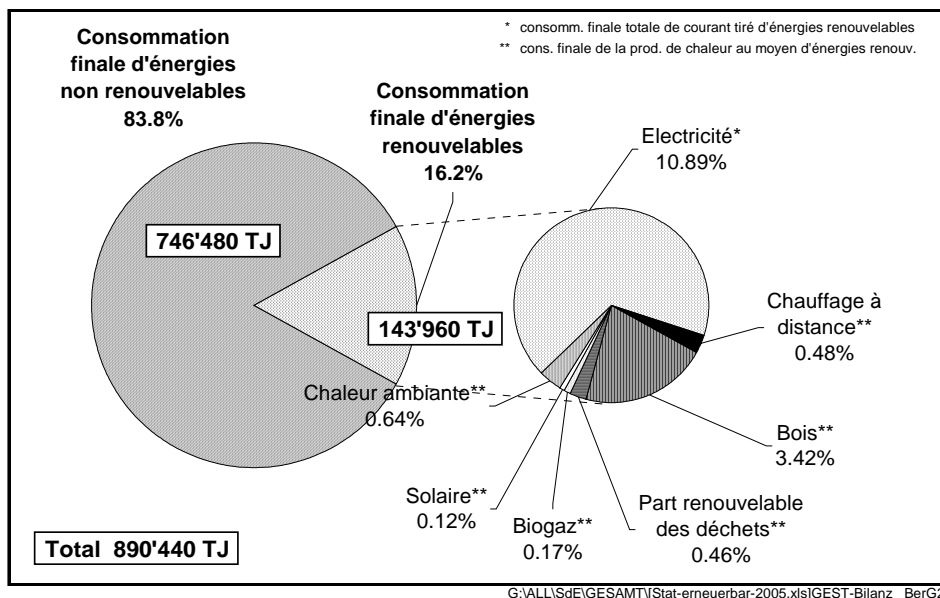 * consomm. finale totale de courant tiré d'énergies renouvelables
** cons. finale de la prod. de chaleur au moyen d'énergies renouv.
Consommation
finale d'énergies
non renouvelables
83.8%
Consommation
finale d'énergies
renouvelables
16.2%
Electricité*
10.89%
746'480 TJ
143'960 TJ
Chauffage à
distance**
0.48%
Chaleur ambiante**
0.64%
Bois**
3.42%
Solaire**
0.12%
Biogaz**
0.17%
Part renouvelable
des déchets**
0.46%
Total 890'440 TJ
G:\ALL\SdE\GESAMT\[Stat-erneuerbar-2005.xls]GEST-Bilanz_BerG2